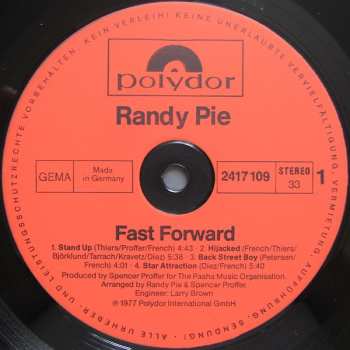 VORBEHALTEN. KEIN VERLEIH! KEINE UNERLAUBTE VERVIELFÄLTIGUNG, VERMIETUNG, AUFFÜHRUNG, SENDUNG! · ALLE URHEBER- UND LEISTUNGSSCHUTZRECHTE
polydor
Randy Pie
GEMA
Made
in Germany
2417 109
STEREO
33
1
Fast Forward
1. Stand Up (Thiers/Proffer/French) 4:43 · 2. Hijacked (French/Thiers/
Björklund/Tarrach/Kravetz/Diaz) 5:36 · 3. Back Street Boy (Petersen/
French) 4:01 · 4. Star Attraction (Diez/French) 5:40
Produced by Spencer Proffer for The Pasha Music Organisation.
Arranged by Randy Pie & Spencer Proffer
Engineer: Larry Brown
℗ 1977 Polydor International GmbH